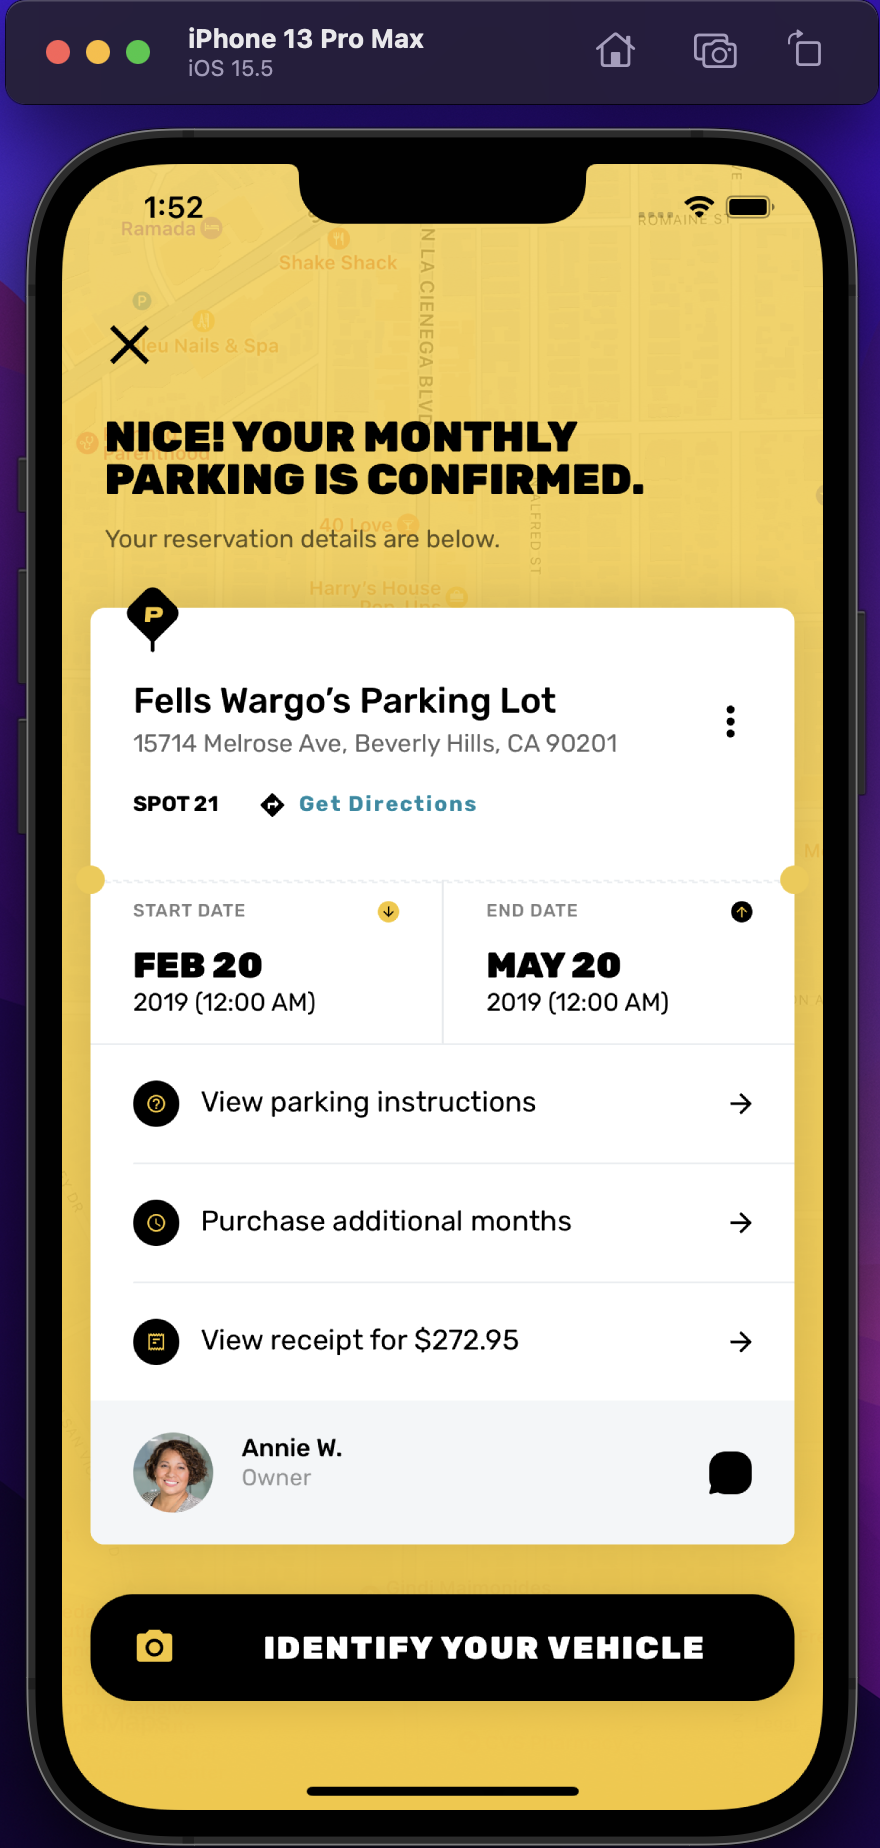 iPhone 13 Pro Max
iOS 15.5
1:52
ROMAINE ST
Ramada
Shake Shack
N LA CIENEGA BLVD
P
leu Nails & Spa
NICE! YOUR MONTHLY
Parenthood
PARKING IS CONFIRMED.
40 Love
N ALFRED ST
Your reservation details are below.
Harry's House
Pop-Ups
P
Fells Wargo’s Parking Lot
15714 Melrose Ave, Beverly Hills, CA 90201
SPOT 21
Get Directions
START DATE
END DATE
FEB 20
MAY 20
2019 (12:00 AM)
2019 (12:00 AM)
View parking instructions
Purchase additional months
View receipt for $272.95
Annie W.
Owner
IDENTIFY YOUR VEHICLE